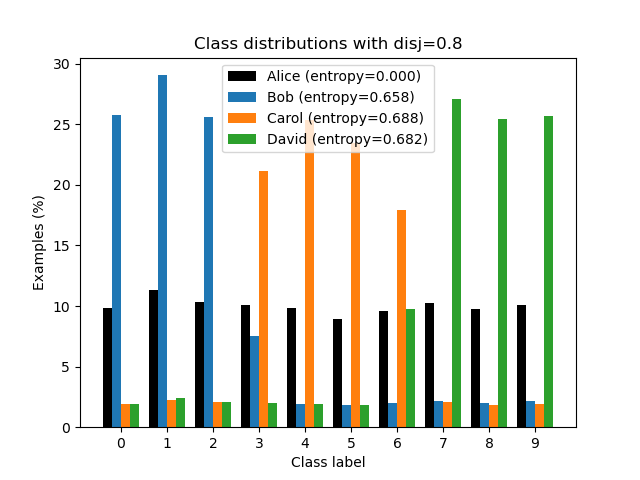 Class distributions with disj=0.8
Alice (entropy=0.000)
Bob (entropy=0.658)
Carol (entropy=0.688)
David (entropy=0.682)
Examples (%)
30
25
20
15
10
5
0
0 1 2 3 4 5 6 7 8 9
Class label